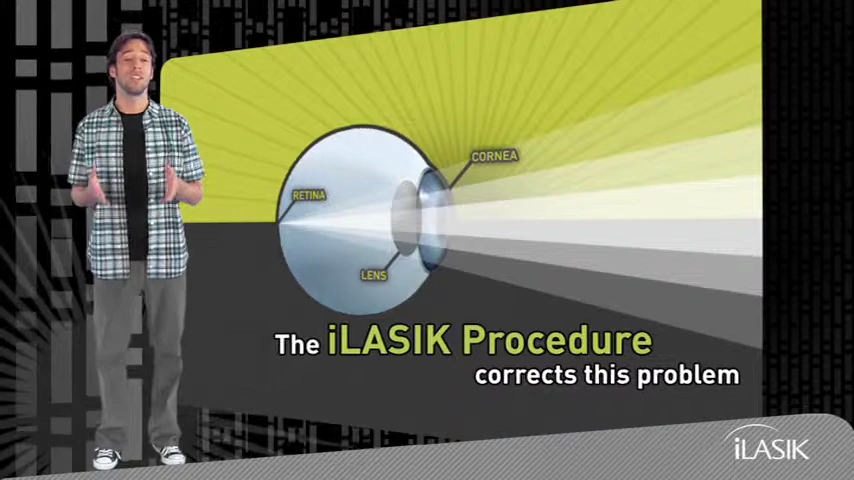 CORNEA
RETINA
LENS
The iLASIK Procedure
corrects this problem
iLASIK